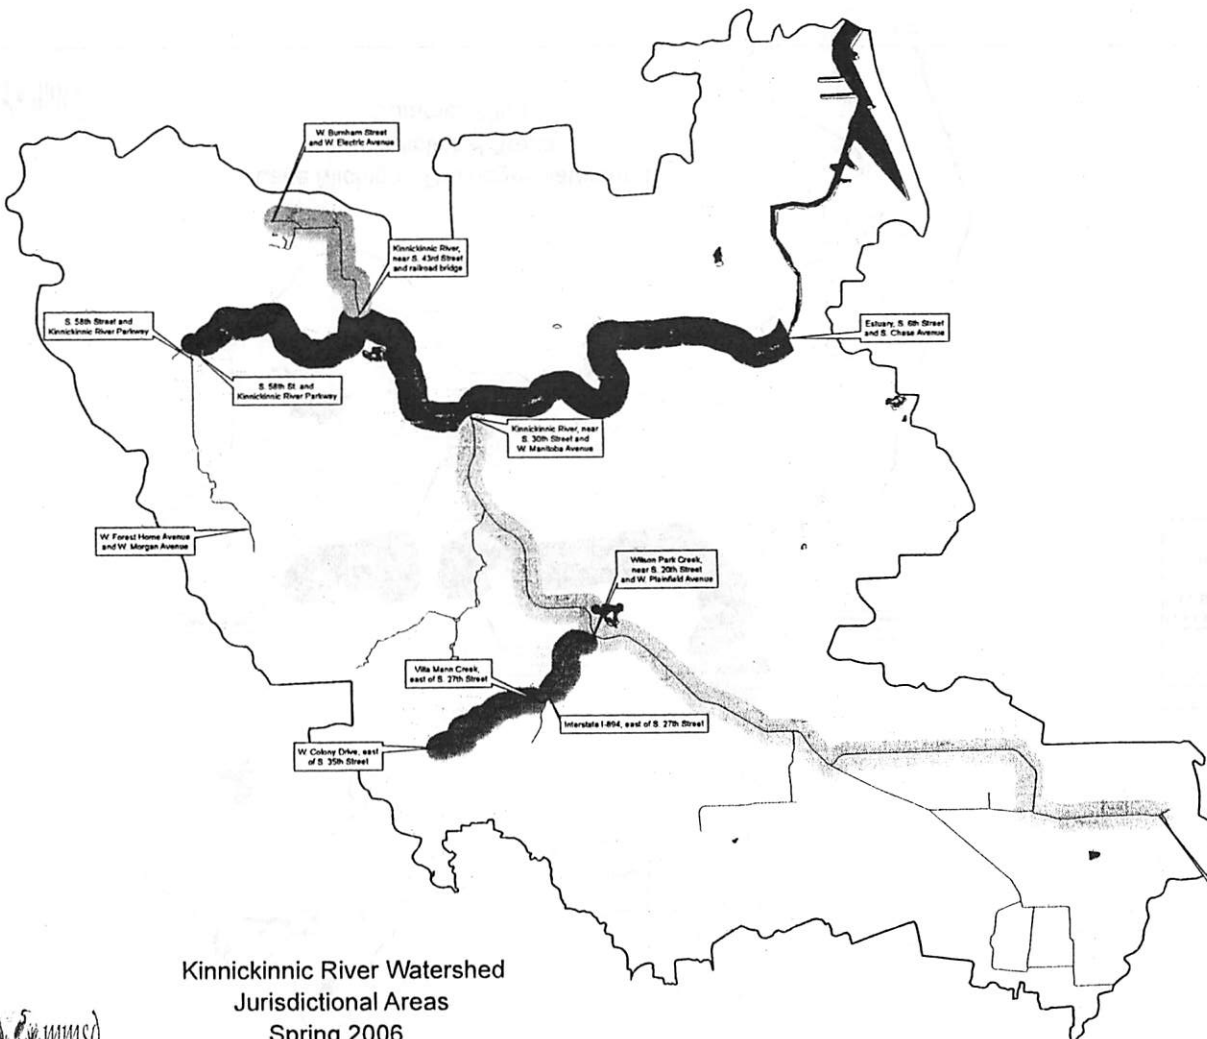 W. Burnham Street
and W. Electric Avenue
Kinnickinnic River,
near S. 43rd Street
and railroad bridge
S. 58th Street and
Kinnickinnic River Parkway
S. 58th St. and
Kinnickinnic River Parkway
Estuary, S. 6th Street
and S. Chase Avenue
Kinnickinnic River, near
S. 30th Street and
W. Manitoba Avenue
W. Forest Home Avenue
and W. Morgan Avenue
Wilson Park Creek,
near S. 20th Street
and W. Plainfield Avenue
Villa Mann Creek,
east of S. 27th Street
Interstate I-894, east of S. 27th Street
W. Colony Drive, east
of S. 35th Street
Kinnickinnic River Watershed
Jurisdictional Areas
Spring 2006